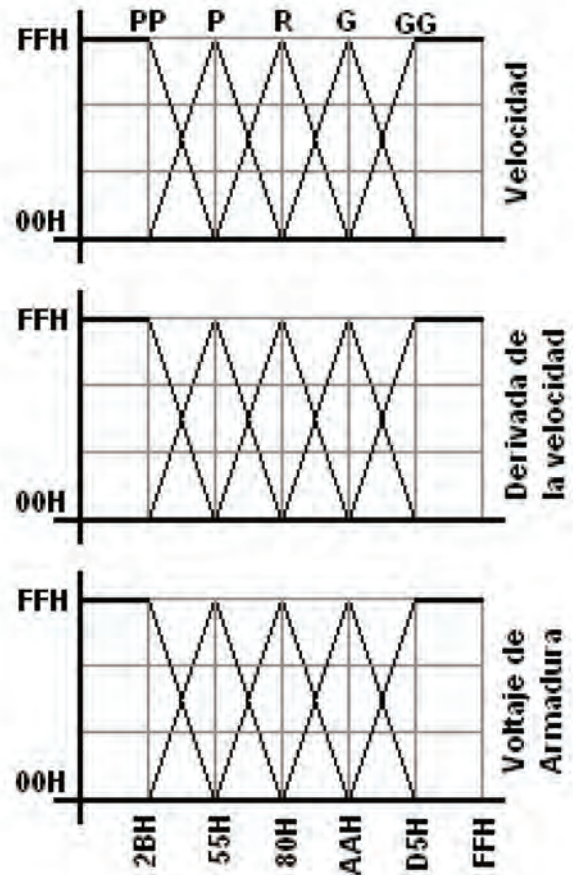 PP P R G GG
FFH
00H
Velocidad
FFH
00H
Derivada de
la velocidad
FFH
00H
Voltaje de
Armadura
2BH 55H 80H AAH D5H FFH